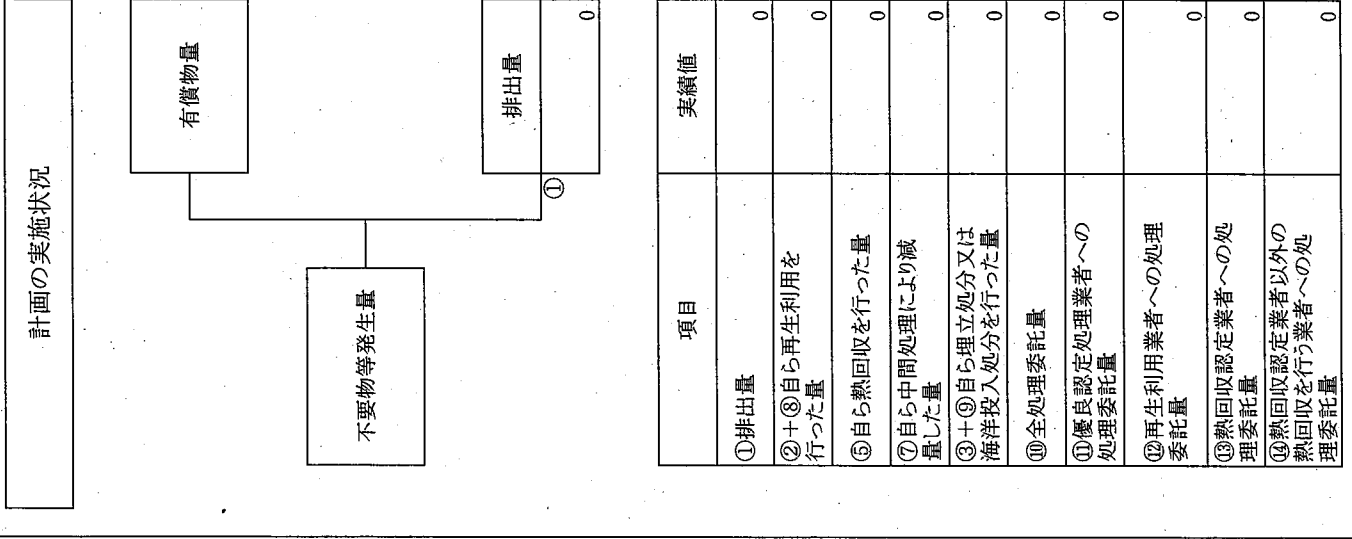 計画の実施状況
有償物量
不要物等発生量
排出量
①
0
項目
実績値
①排出量
0
②+⑧自ら再生利用を
行った量
0
⑤自ら熱回収を行った量
0
⑦自ら中間処理により減
量した量
0
③+⑨自ら埋立処分又は
海洋投入処分を行った量
0
⑩全処理委託量
0
⑪優良認定処理業者への
処理委託量
0
⑫再生利用業者への処理
委託量
0
⑬熱回収認定業者への処
理委託量
0
⑭熱回収認定業者以外の
熱回収を行う業者への処
理委託量
0